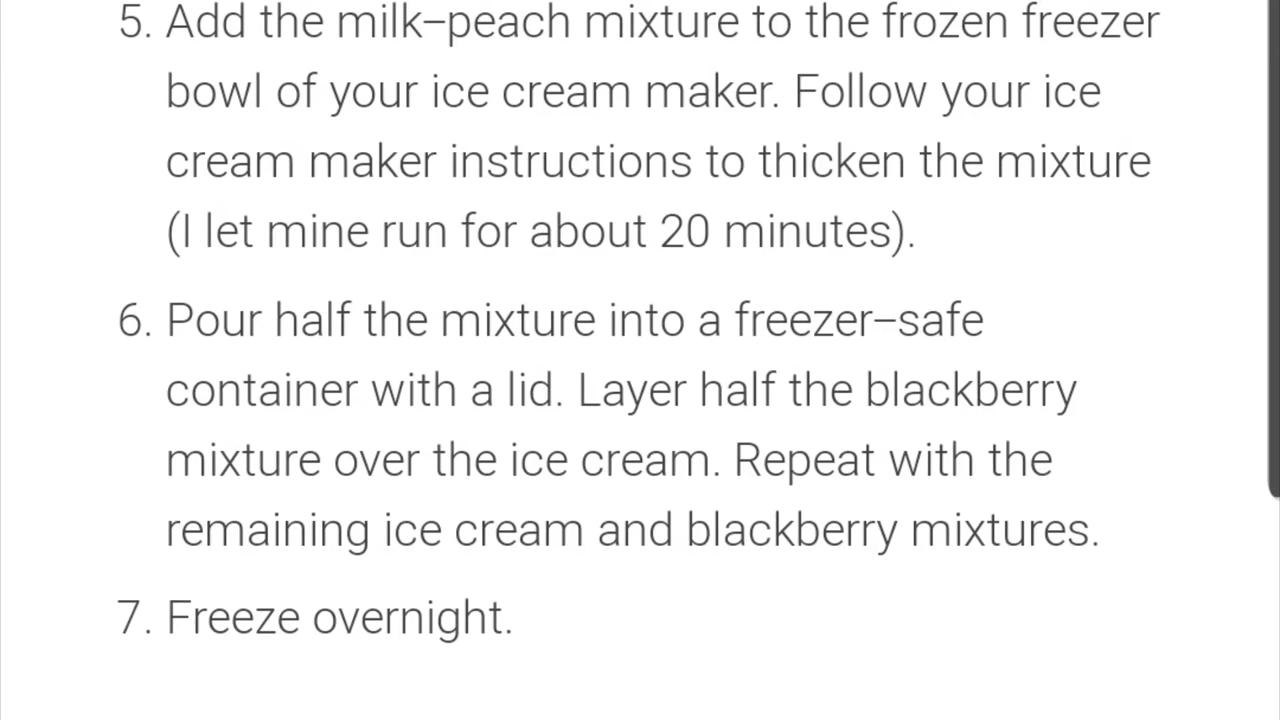 5. Add the milk–peach mixture to the frozen freezer
bowl of your ice cream maker. Follow your ice
cream maker instructions to thicken the mixture
(I let mine run for about 20 minutes).
6. Pour half the mixture into a freezer–safe
container with a lid. Layer half the blackberry
mixture over the ice cream. Repeat with the
remaining ice cream and blackberry mixtures.
7. Freeze overnight.